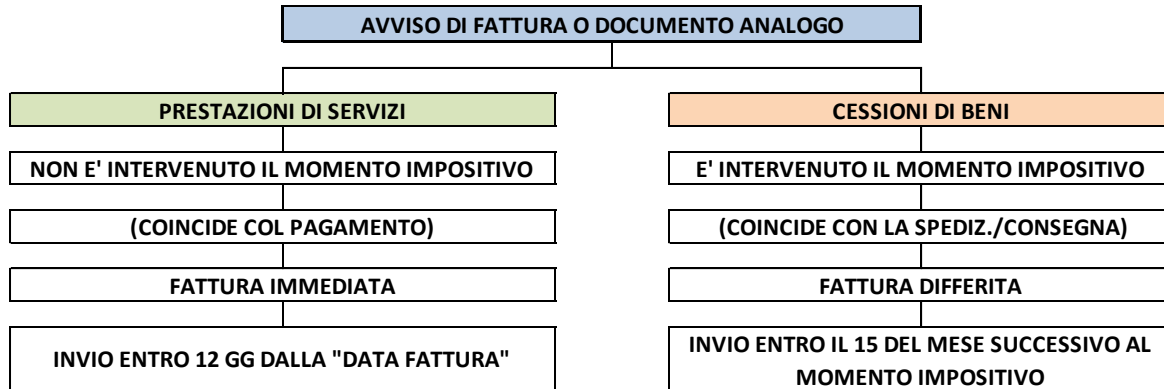 AVVISO DI FATTURA O DOCUMENTO ANALOGO
PRESTAZIONI DI SERVIZI
CESSIONI DI BENI
NON E' INTERVENUTO IL MOMENTO IMPOSITIVO
E' INTERVENUTO IL MOMENTO IMPOSITIVO
(COINCIDE COL PAGAMENTO)
(COINCIDE CON LA SPEDIZ./CONSEGNA)
FATTURA IMMEDIATA
FATTURA DIFFERITA
INVIO ENTRO 12 GG DALLA "DATA FATTURA"
INVIO ENTRO IL 15 DEL MESE SUCCESSIVO AL
MOMENTO IMPOSITIVO